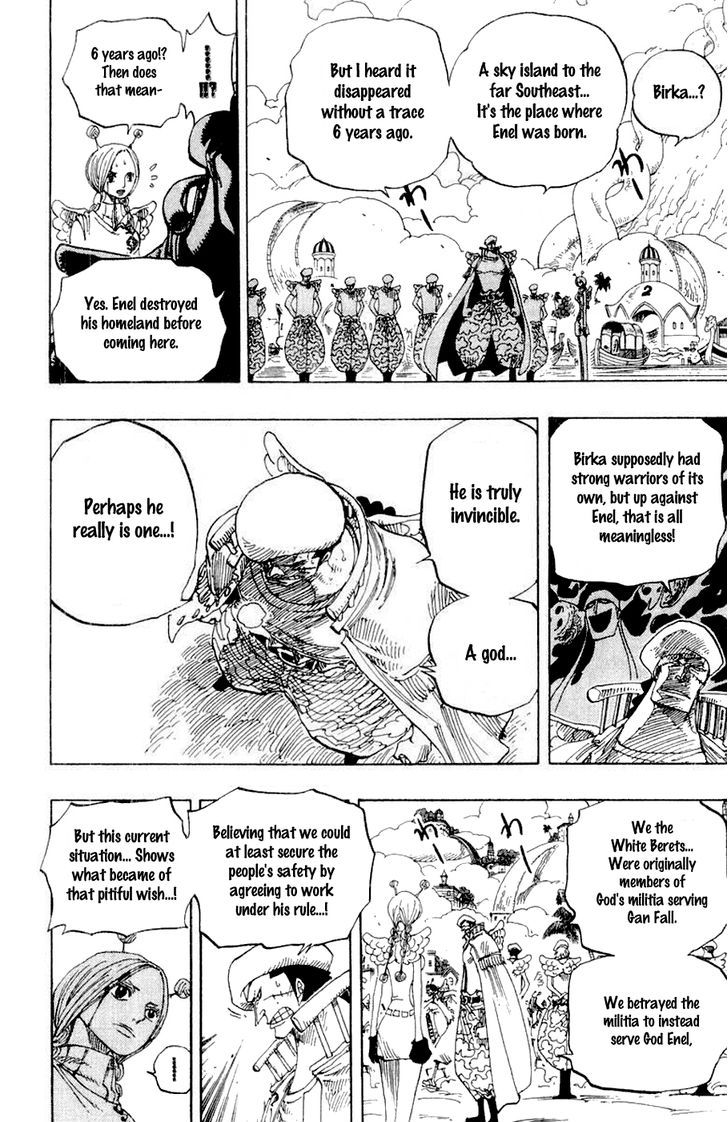 Birka...?
A sky island to the
far Southeast...
It's the place where
Enel was born.
But I heard it
disappeared
without a trace
6 years ago.
わ
わ
2
......
!!?
6 years ago!?
Then does
that mean-
Yes. Enel destroyed
his homeland before
coming here.
Birka supposedly had
strong warriors of its
own, but up against
Enel, that is all
meaningless!
He is truly
invincible.
A god...
Perhaps he
really is one...!
We the
White Berets...
Were originally
members of
God's militia serving
Gan Fall.
We betrayed the
militia to instead
serve God Enel,
わ
わ
Believing that we could
at least secure the
people's safety by
agreeing to work
under his rule...!
But this current
situation... Shows
what became of
that pitiful wish...!
......